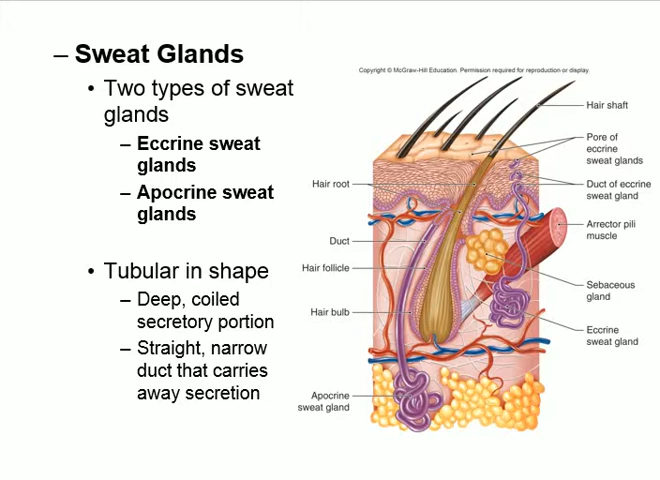 – Sweat Glands
• Two types of sweat
glands
– Eccrine sweat
glands
– Apocrine sweat
glands
• Tubular in shape
– Deep, coiled
secretory portion
– Straight, narrow
duct that carries
away secretion
Copyright © McGraw-Hill Education. Permission required for reproduction or display.
Hair shaft
Pore of
eccrine
sweat glands
Hair root
Duct of eccrine
sweat gland
Arrector pili
muscle
Duct
Hair follicle
Sebaceous
gland
Hair bulb
Eccrine
sweat gland
Apocrine
sweat gland